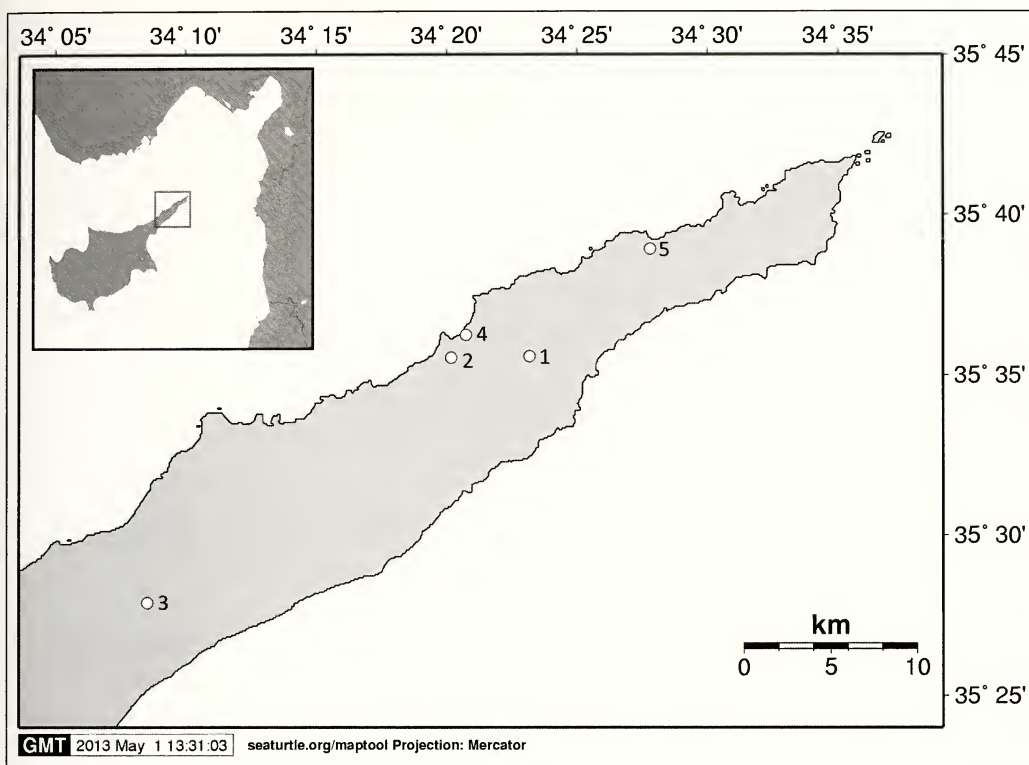 34° 05' 34° 10' 34° 15' 34° 20' 34° 25' 34° 30' 34° 35'
35° 45'
35° 40'
5
4
2 1
35° 35'
35° 30'
3
km
0 5 10
35° 25'
GMT 2013 May 1 13:31:03 seaturtle.org/maptool Projection: Mercator